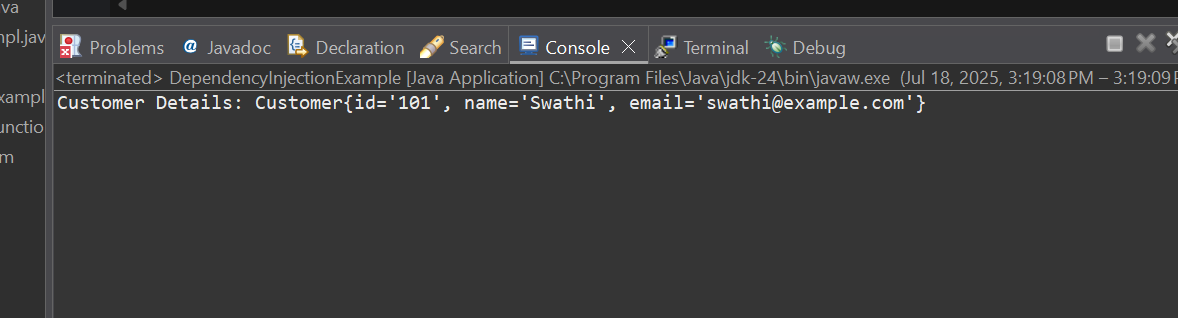 va
npl.jav
xampl
unctio
m
Problems Javadoc Declaration Search Console Terminal Debug
<terminated> DependencyInjectionExample [Java Application] C:\Program Files\Java\jdk-24\bin\javaw.exe (Jul 18, 2025, 3:19:08 PM – 3:19:09
Customer Details: Customer{id='101', name='Swathi', email='swathi@example.com'}